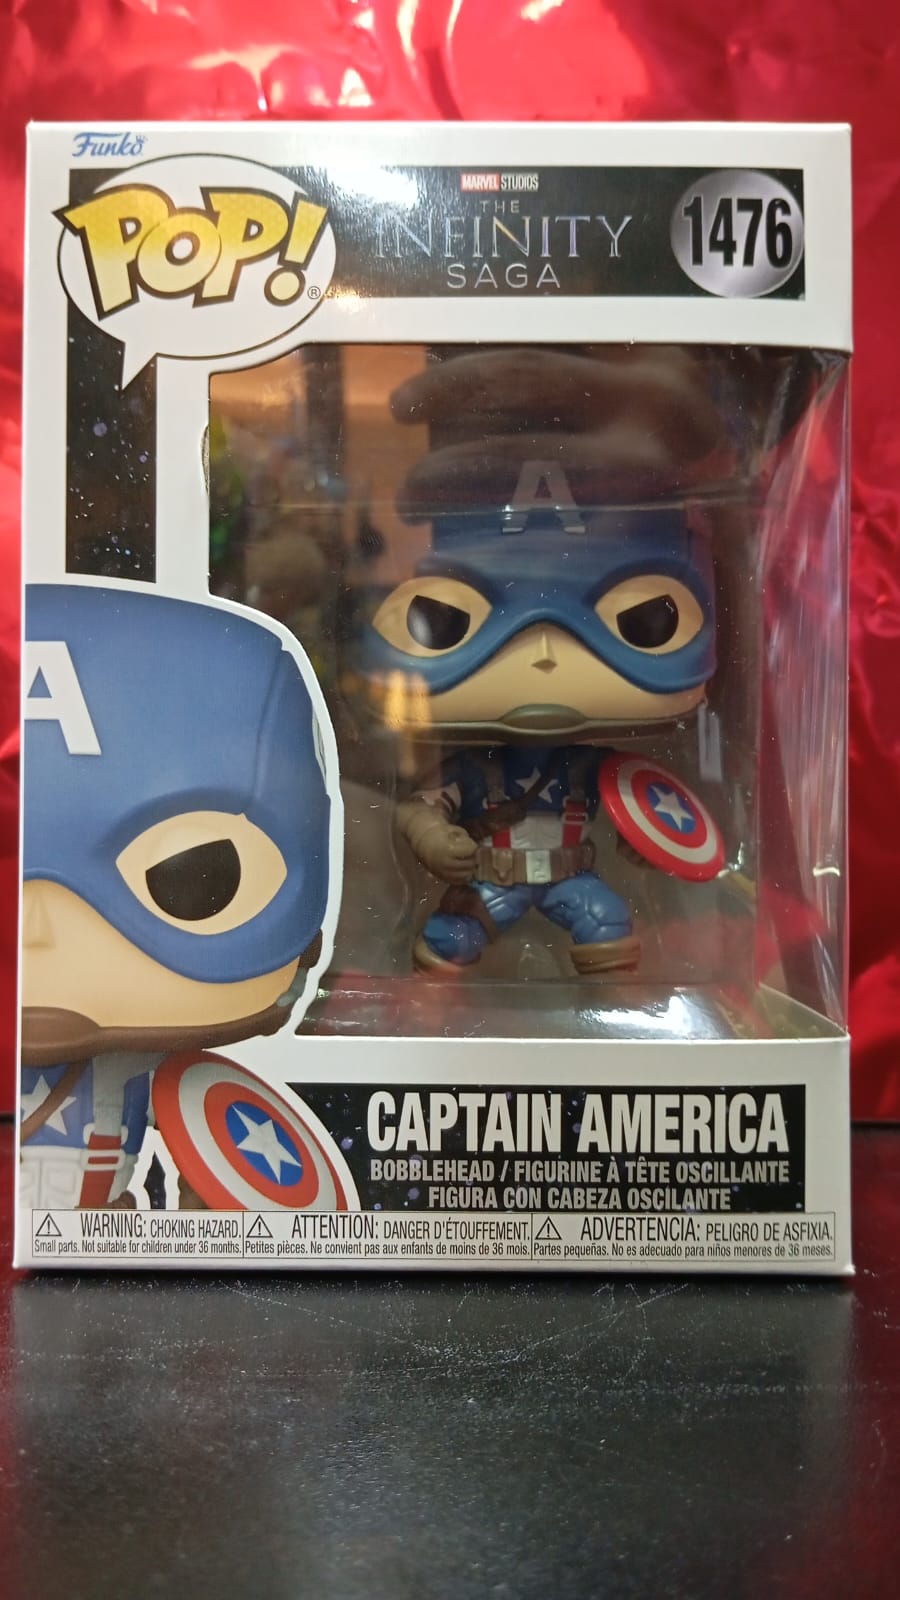 Funko
POP!®
MARVEL STUDIOS
THE
INFINITY
SAGA
1476
A
A
CAPTAIN AMERICA
BOBBLEHEAD / FIGURINE À TÊTE OSCILLANTE
FIGURA CON CABEZA OSCILANTE
WARNING: CHOKING HAZARD.
Small parts. Not suitable for children under 36 months.
ATTENTION: DANGER D'ÉTOUFFEMENT.
Petites pièces. Ne convient pas aux enfants de moins de 36 mois.
ADVERTENCIA: PELIGRO DE ASFIXIA.
Partes pequeñas. No es adecuado para niños menores de 36 meses.